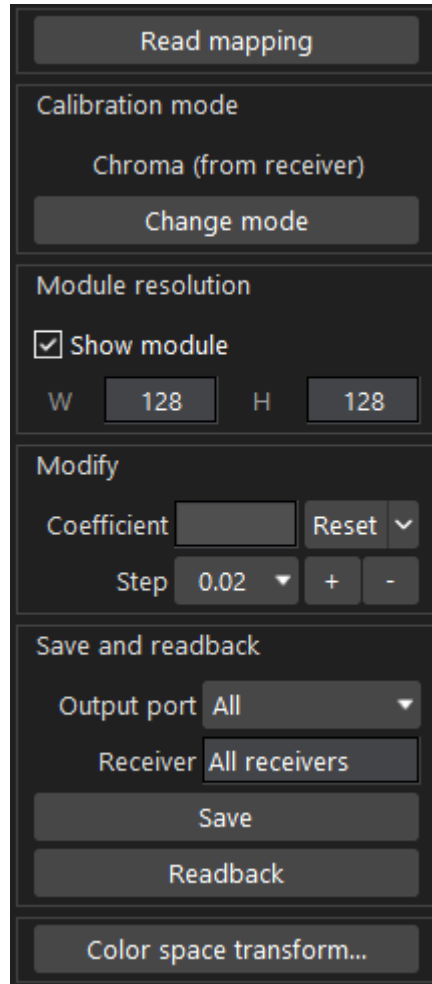 Read mapping
Calibration mode
Chroma (from receiver)
Change mode
Module resolution
Show module
W 128 H 128
Modify
Coefficient Reset
Step 0.02 + -
Save and readback
Output port All
Receiver All receivers
Save
Readback
Color space transform...